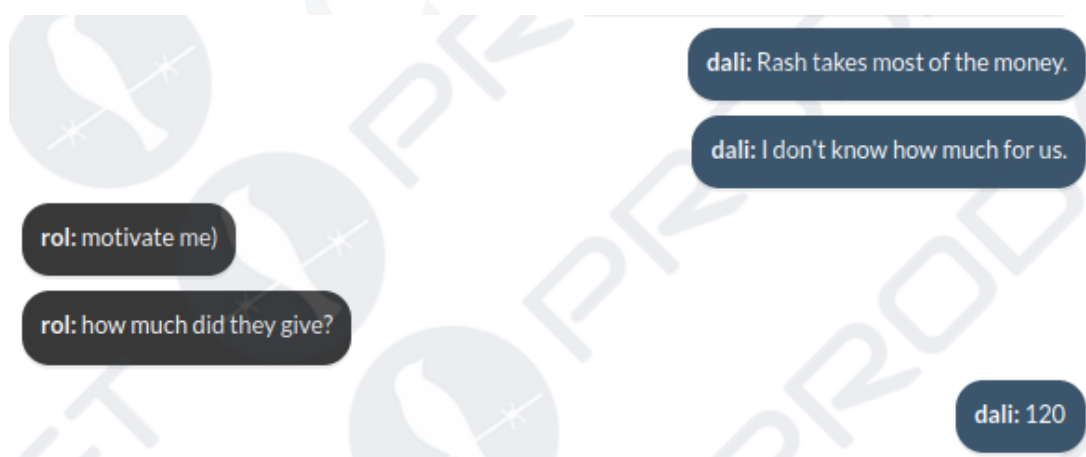 dali: Rash takes most of the money.
dali: I don't know how much for us.
rol: motivate me)
rol: how much did they give?
dali: 120